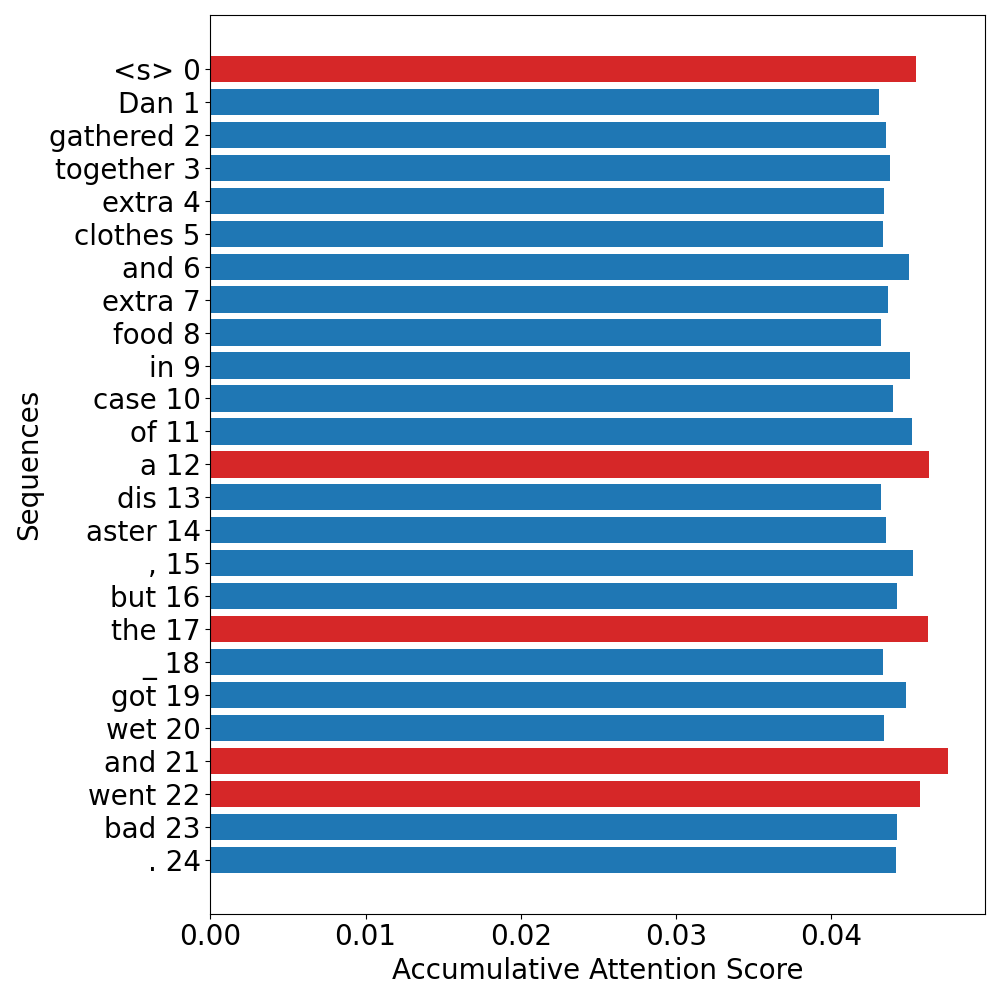 <s> 0
Dan 1
gathered 2
together 3
extra 4
clothes 5
and 6
extra 7
food 8
in 9
case 10
of 11
a 12
dis 13
aster 14
, 15
but 16
the 17
_ 18
got 19
wet 20
and 21
went 22
bad 23
. 24
Sequences
0.00 0.01 0.02 0.03 0.04
Accumulative Attention Score